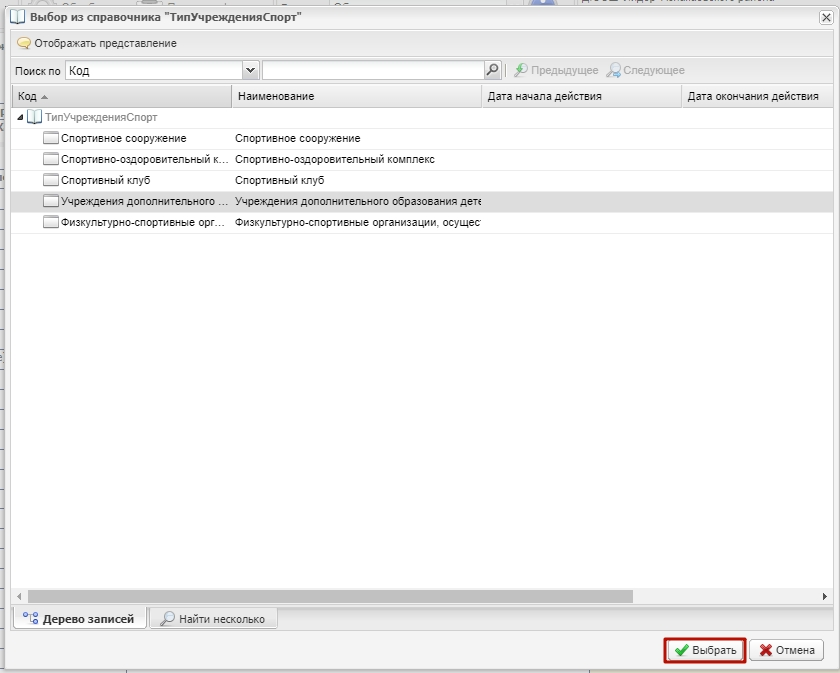 Выбор из справочника "ТипУчрежденияСпорт"
Отображать представление
Поиск по Код Предыдущее Следующее
Код Наименование Дата начала действия Дата окончания действия
ТипУчрежденияСпорт
Спортивное сооружение Спортивное сооружение
Спортивно-оздоровительный к... Спортивно-оздоровительный комплекс
Спортивный клуб Спортивный клуб
Учреждения дополнительного ... Учреждения дополнительного образования дете
Физкультурно-спортивные орг... Физкультурно-спортивные организации, осущес
Дерево записей Найти несколько
Выбрать Отмена